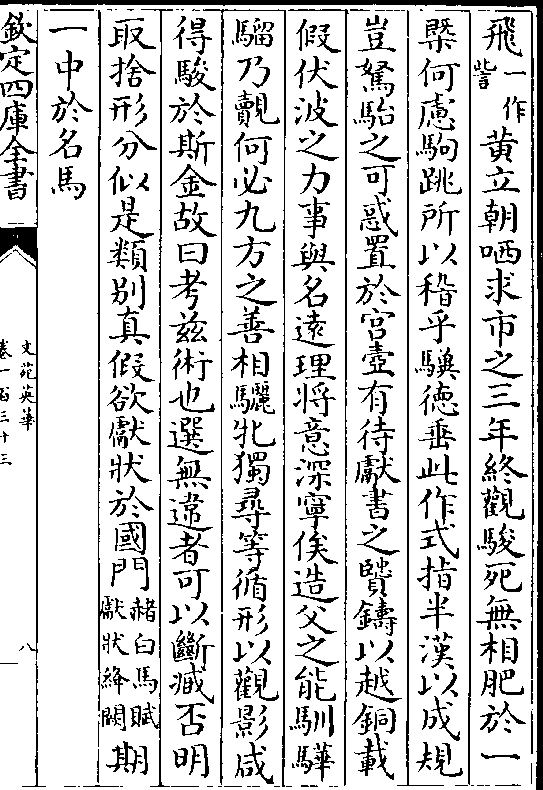 飛一作訾黄立朝哂求市之三年終觀駿死無相肥於一
槩何慮駒跳所以稽乎驥徳垂此作式指半漢以成規
豈駑駘之可惑置於宫壼有待獻書之賢鑄以越銅載
假伏波之力事與名逺理将意深寧俟造父之能馴驊
騮乃覿何必九方之善相驪牝獨尋等循形以觀影咸
得駿於斯金故曰考兹術也選無違者可以斷臧否明
取捨形分似是類别真假欲獻狀於國門赭白馬賦獻狀絳闕期
一中於名馬
欽定四庫全書
文苑英華
卷一百三十三
八